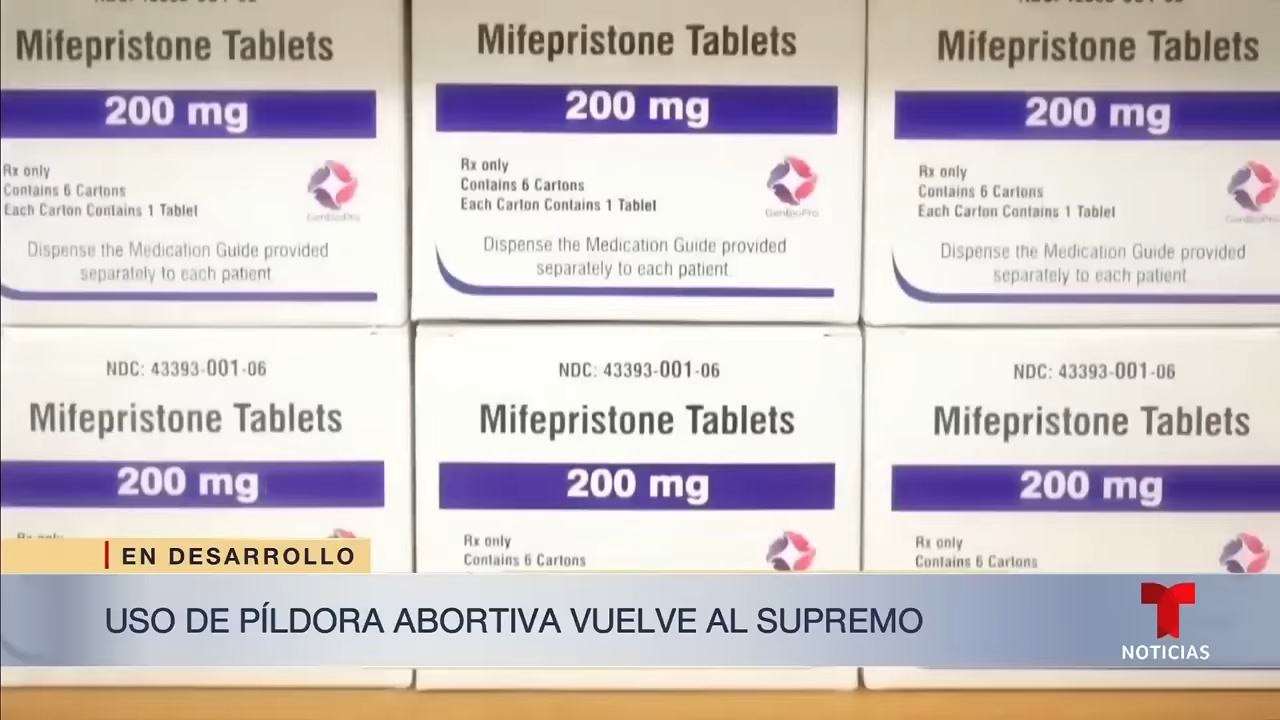 Mifepristone Tablets
200 mg
Rx only
Contains 6 Cartons
Each Carton Contains 1 Tablet
GenBioPro
Dispense the Medication Guide provided
separately to each patient
Mifepristone Tablets
200 mg
Rx only
Contains 6 Cartons
Each Carton Contains 1 Tablet
GenBioPro
Dispense the Medication Guide provided
separately to each patient.
Mifepristone Tablets
200 mg
Rx only
Contains 6 Cartons
Each Carton Contains 1 Tablet
GenBioPro
Dispense the Medication Guide provided
separately to each patient
NDC: 43393-001-06
Mifepristone Tablets
200 mg
NDC: 43393-001-06
Mifepristone Tablets
200 mg
Rx only
Contains 6 Cartons
NDC: 43393-001-06
Mifepristone Tablets
200 mg
Rx only
Contains 6 Cartons
EN DESARROLLO
USO DE PÍLDORA ABORTIVA VUELVE AL SUPREMO
NOTICIAS